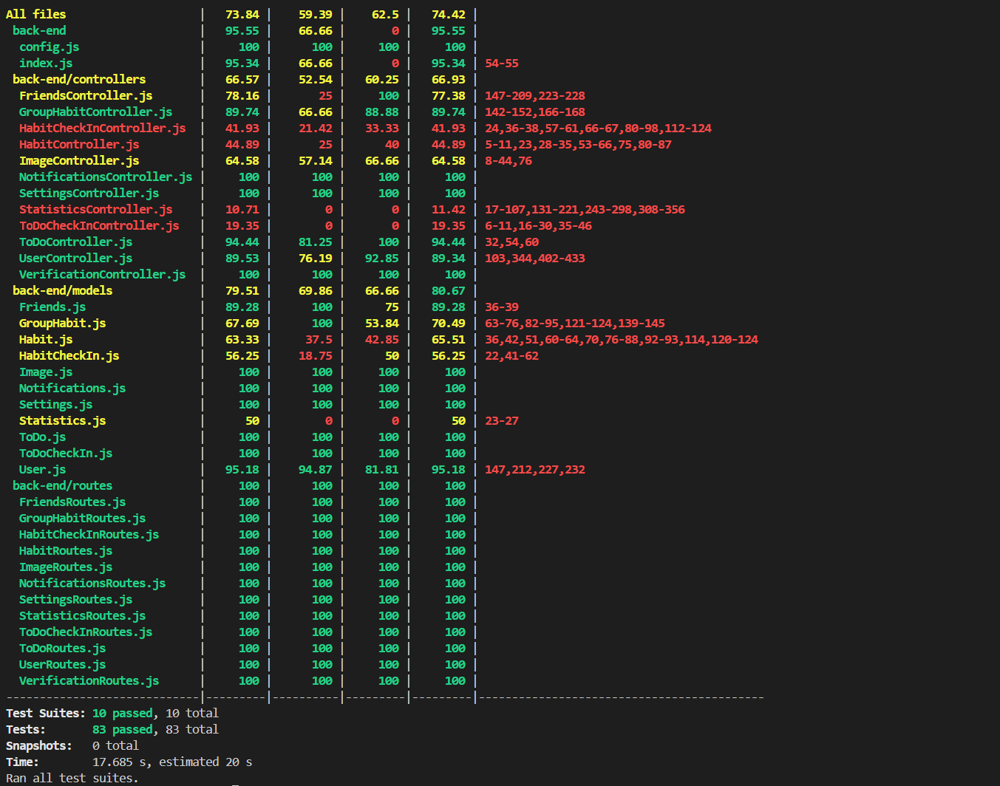 All files                    |   73.84 |    59.39 |    62.5 |   74.42 |
 back-end                    |   95.55 |    66.66 |       0 |   95.55 |
  config.js                  |     100 |      100 |     100 |     100 |
  index.js                   |   95.34 |    66.66 |       0 |   95.34 | 54-55
 back-end/controllers        |   66.57 |    52.54 |   60.25 |   66.93 |
  FriendsController.js       |   78.16 |       25 |     100 |   77.38 | 147-209,223-228
  GroupHabitController.js    |   89.74 |    66.66 |   88.88 |   89.74 | 142-152,166-168
  HabitCheckInController.js  |   41.93 |    21.42 |   33.33 |   41.93 | 24,36-38,57-61,66-67,80-98,112-124
  HabitController.js         |   44.89 |       25 |      40 |   44.89 | 5-11,23,28-35,53-66,75,80-87
  ImageController.js         |   64.58 |    57.14 |   66.66 |   64.58 | 8-44,76
  NotificationsController.js |     100 |      100 |     100 |     100 |
  SettingsController.js      |     100 |      100 |     100 |     100 |
  StatisticsController.js    |   10.71 |        0 |       0 |   11.42 | 17-107,131-221,243-298,308-356
  ToDoCheckInController.js   |   19.35 |        0 |       0 |   19.35 | 6-11,16-30,35-46
  ToDoController.js          |   94.44 |    81.25 |     100 |   94.44 | 32,54,60
  UserController.js          |   89.53 |    76.19 |   92.85 |   89.34 | 103,344,402-433
  VerificationController.js  |     100 |      100 |     100 |     100 |
 back-end/models             |   79.51 |    69.86 |   66.66 |   80.67 |
  Friends.js                 |   89.28 |      100 |      75 |   89.28 | 36-39
  GroupHabit.js              |   67.69 |      100 |   53.84 |   70.49 | 63-76,82-95,121-124,139-145
  Habit.js                   |   63.33 |     37.5 |   42.85 |   65.51 | 36,42,51,60-64,70,76-88,92-93,114,120-124
  HabitCheckIn.js            |   56.25 |    18.75 |      50 |   56.25 | 22,41-62
  Image.js                   |     100 |      100 |     100 |     100 |
  Notifications.js           |     100 |      100 |     100 |     100 |
  Settings.js                |     100 |      100 |     100 |     100 |
  Statistics.js              |      50 |        0 |       0 |      50 | 23-27
  ToDo.js                    |     100 |      100 |     100 |     100 |
  ToDoCheckIn.js             |     100 |      100 |     100 |     100 |
  User.js                    |   95.18 |    94.87 |   81.81 |   95.18 | 147,212,227,232
 back-end/routes             |     100 |      100 |     100 |     100 |
  FriendsRoutes.js           |     100 |      100 |     100 |     100 |
  GroupHabitRoutes.js        |     100 |      100 |     100 |     100 |
  HabitCheckInRoutes.js      |     100 |      100 |     100 |     100 |
  HabitRoutes.js             |     100 |      100 |     100 |     100 |
  ImageRoutes.js             |     100 |      100 |     100 |     100 |
  NotificationsRoutes.js     |     100 |      100 |     100 |     100 |
  SettingsRoutes.js          |     100 |      100 |     100 |     100 |
  StatisticsRoutes.js        |     100 |      100 |     100 |     100 |
  ToDoCheckInRoutes.js       |     100 |      100 |     100 |     100 |
  ToDoRoutes.js              |     100 |      100 |     100 |     100 |
  UserRoutes.js              |     100 |      100 |     100 |     100 |
  VerificationRoutes.js      |     100 |      100 |     100 |     100 |
-----------------------------|---------|----------|---------|---------|-------------------------------------------
Test Suites: 10 passed, 10 total
Tests:       83 passed, 83 total
Snapshots:   0 total
Time:        17.685 s, estimated 20 s
Ran all test suites.